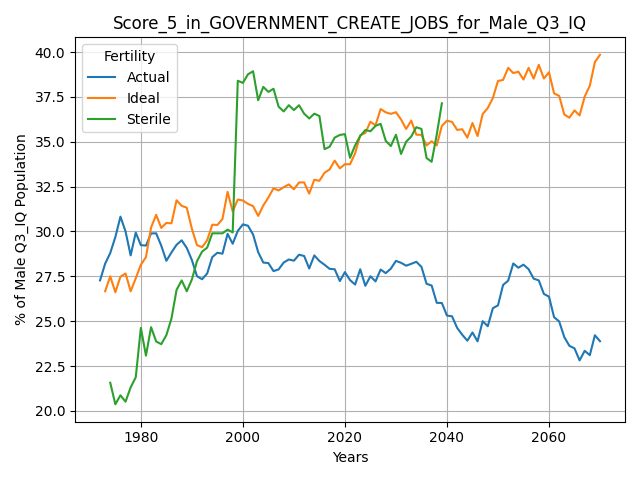 Score_5_in_GOVERNMENT_CREATE_JOBS_for_Male_Q3_IQ
Fertility
Actual
Ideal
Sterile
% of Male Q3_IQ Population
40.0
37.5
35.0
32.5
30.0
27.5
25.0
22.5
20.0
1980 2000 2020 2040 2060
Years